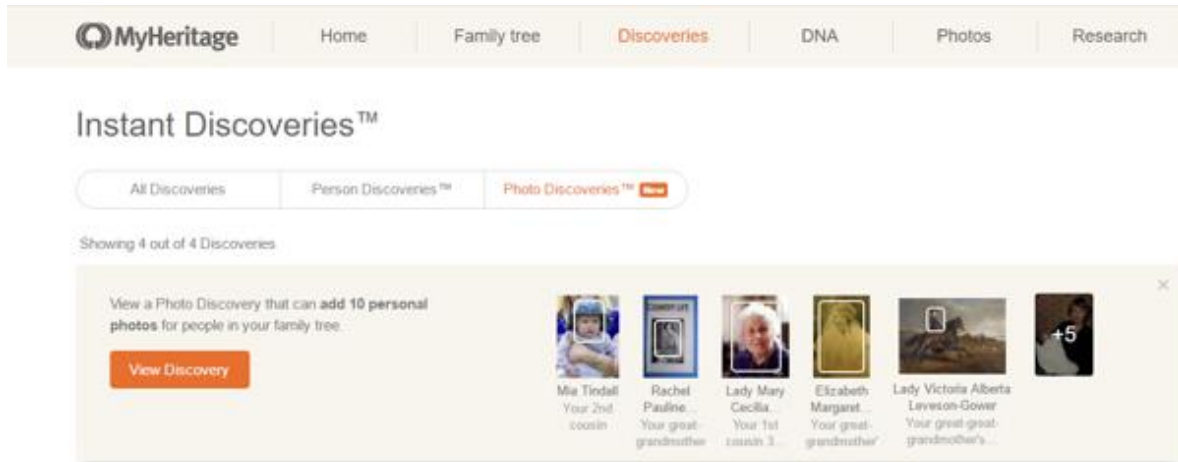 MyHeritage
Home
Family tree
Discoveries
DNA
Photos
Research
Instant Discoveries™
All Discoveries
Person Discoveries™
Photo Discoveries™ New
Showing 4 out of 4 Discoveries
View a Photo Discovery that can add 10 personal
photos for people in your family tree.
View Discovery
COUNTRY LIFE
+5
Mia Tindall
Your 2nd
cousin
Rachel
Pauline...
Your great-
grandmother
Lady Mary
Cecilia...
Your 1st
cousin 3...
Elizabeth
Margaret...
Your great-
grandmother'
Lady Victoria Alberta
Leveson-Gower
Your great-great-
grandmother's...